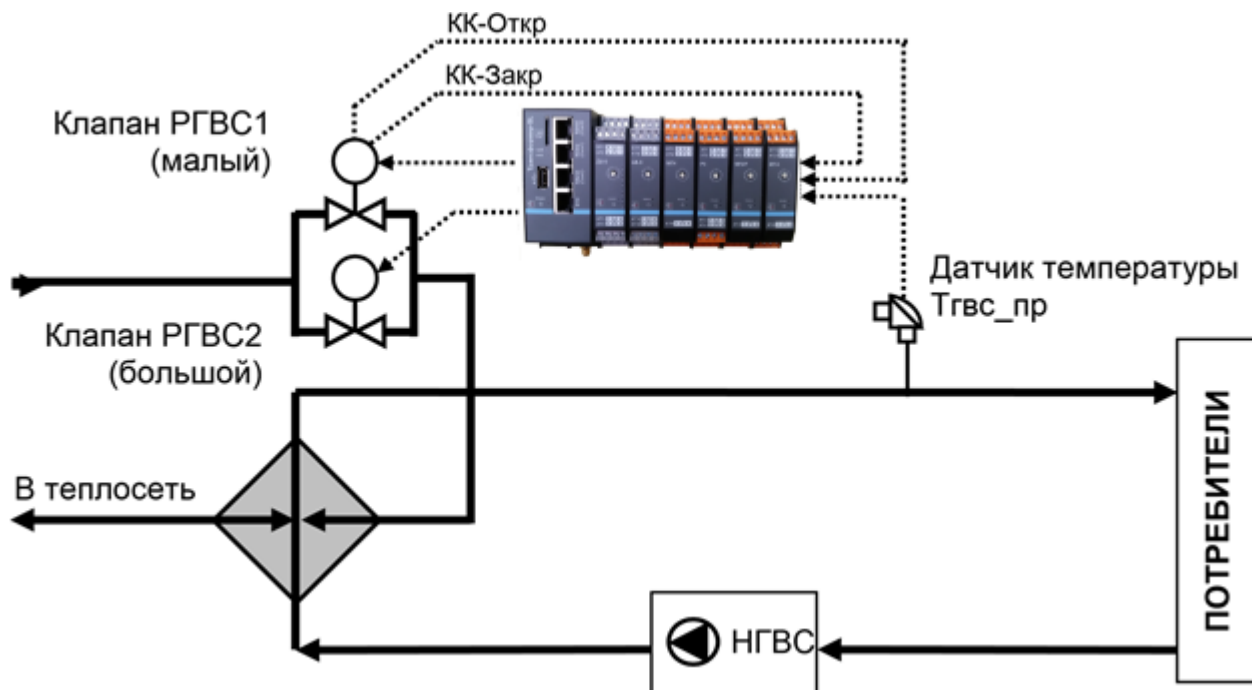 КК-Откр
КК-Закр
Клапан РГВС1
(малый)
Датчик температуры
Тгвс_пр
Клапан РГВС2
(большой)
В теплосеть
ПОТРЕБИТЕЛИ
НГВС